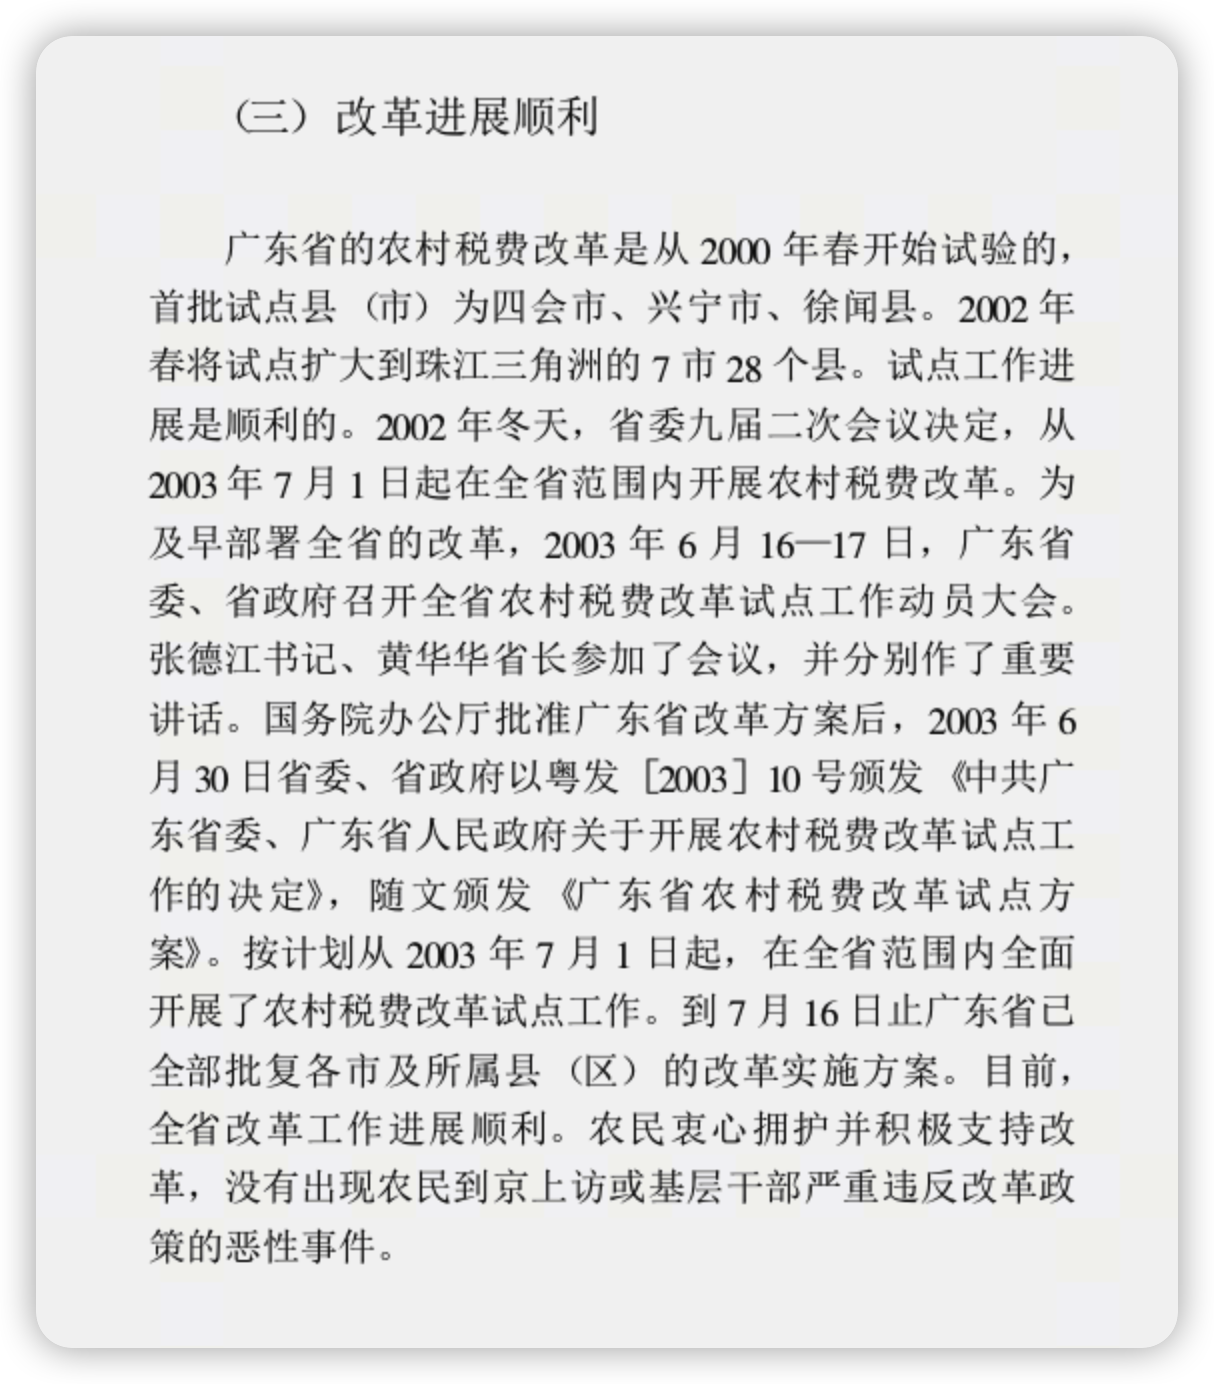 （三）改革进展顺利
广东省的农村税费改革是从 2000 年春开始试验的，
首批试点县（市）为四会市、兴宁市、徐闻县。2002 年
春将试点扩大到珠江三角洲的 7 市 28 个县。试点工作进
展是顺利的。2002 年冬天，省委九届二次会议决定，从
2003 年 7 月 1 日起在全省范围内开展农村税费改革。为
及早部署全省的改革，2003 年 6 月 16—17 日，广东省
委、省政府召开全省农村税费改革试点工作动员大会。
张德江书记、黄华华省长参加了会议，并分别作了重要
讲话。国务院办公厅批准广东省改革方案后，2003 年 6
月 30 日省委、省政府以粤发［2003］10 号颁发《中共广
东省委、广东省人民政府关于开展农村税费改革试点工
作的决定》，随文颁发《广东省农村税费改革试点方
案》。按计划从 2003 年 7 月 1 日起，在全省范围内全面
开展了农村税费改革试点工作。到 7 月 16 日止广东省已
全部批复各市及所属县（区）的改革实施方案。目前，
全省改革工作进展顺利。农民衷心拥护并积极支持改
革，没有出现农民到京上访或基层干部严重违反改革政
策的恶性事件。